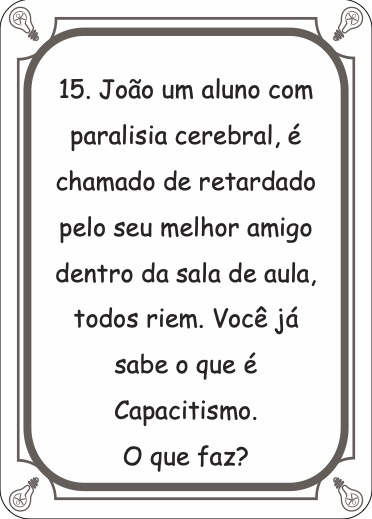 15. João um aluno com
paralisia cerebral, é
chamado de retardado
pelo seu melhor amigo
dentro da sala de aula,
todos riem. Você já
sabe o que é
Capacitismo.
O que faz?